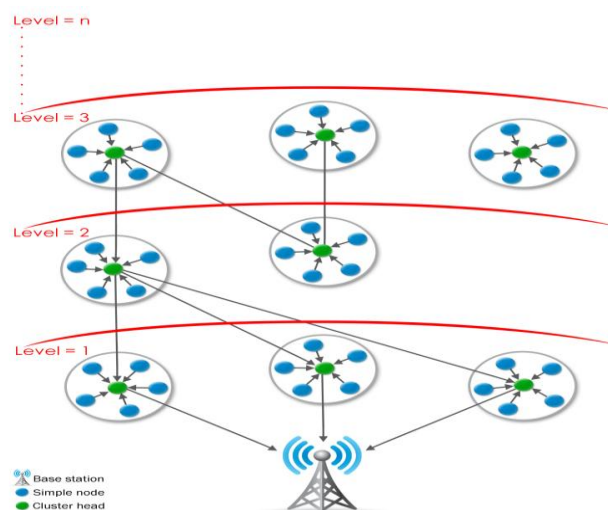 Level = n
Level = 3
Level = 2
Level = 1
Base station
Simple node
Cluster head